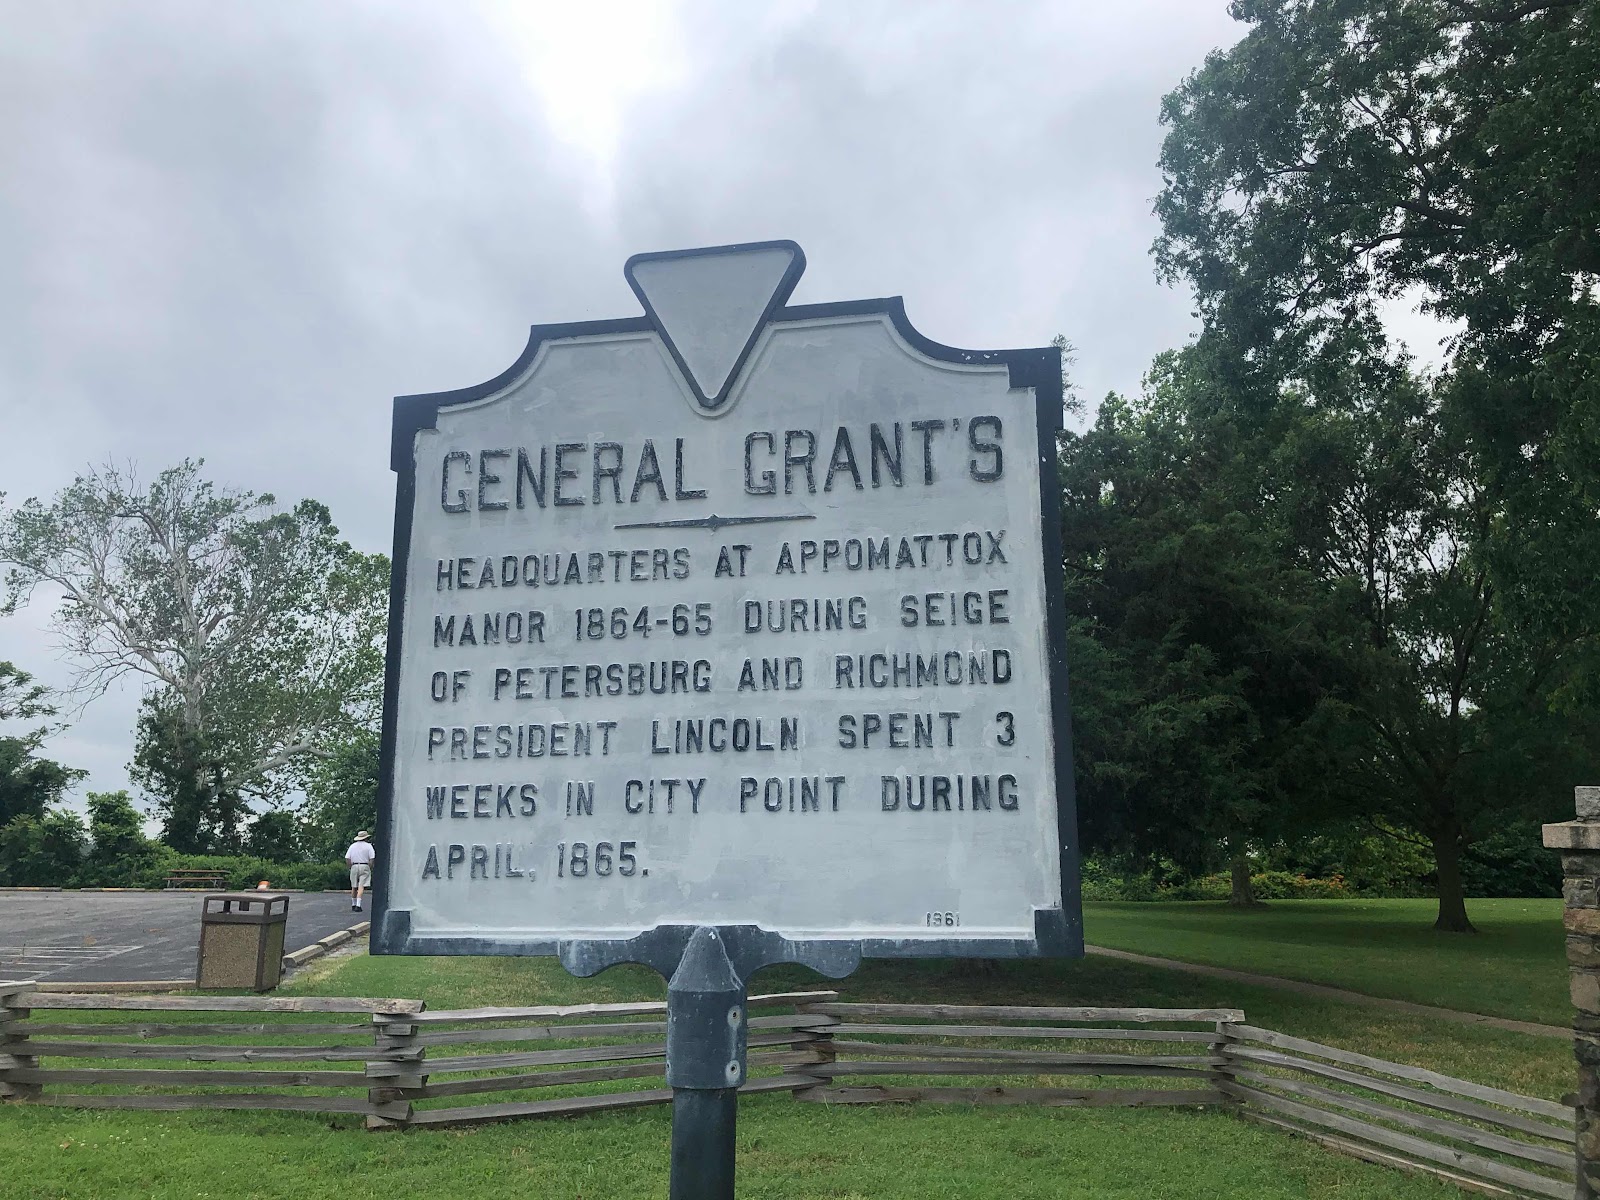 GENERAL GRANT'S
HEADQUARTERS AT APPOMATTOX
MANOR 1864-65 DURING SEIGE
OF PETERSBURG AND RICHMOND
PRESIDENT LINCOLN SPENT 3
WEEKS IN CITY POINT DURING
APRIL, 1865.
1961